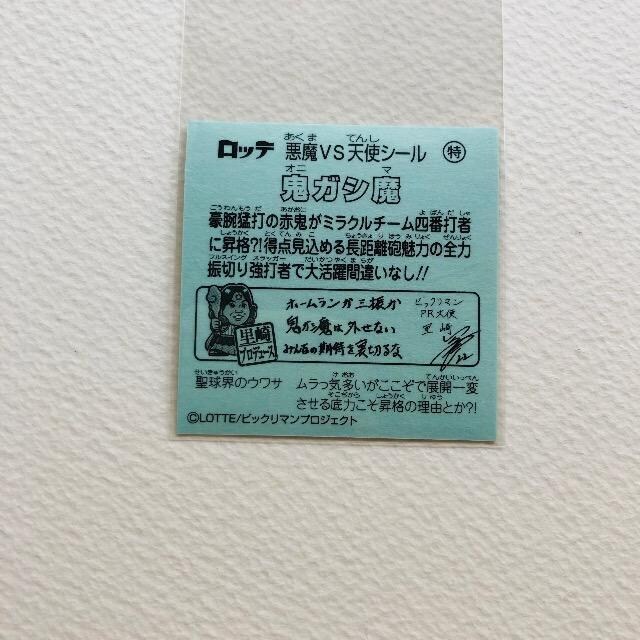 ロッテ 悪魔VS天使シール 特
鬼ガシ魔
豪腕猛打の赤鬼がミラクルチーム四番打者
に昇格?!得点見込める長距離砲魅力の全力
振切り強打者で大活躍間違いなし!!
ホームランか三振か
鬼ガシ魔は外せない
みんなの期待を裏切るな
ビックリマン
PR大使
里崎
里崎
プロデュース
聖球界のウワサ ムラっ気多いがここぞで展開一変
させる底力こそ昇格の理由とか?!
©LOTTE/ビックリマンプロジェクト